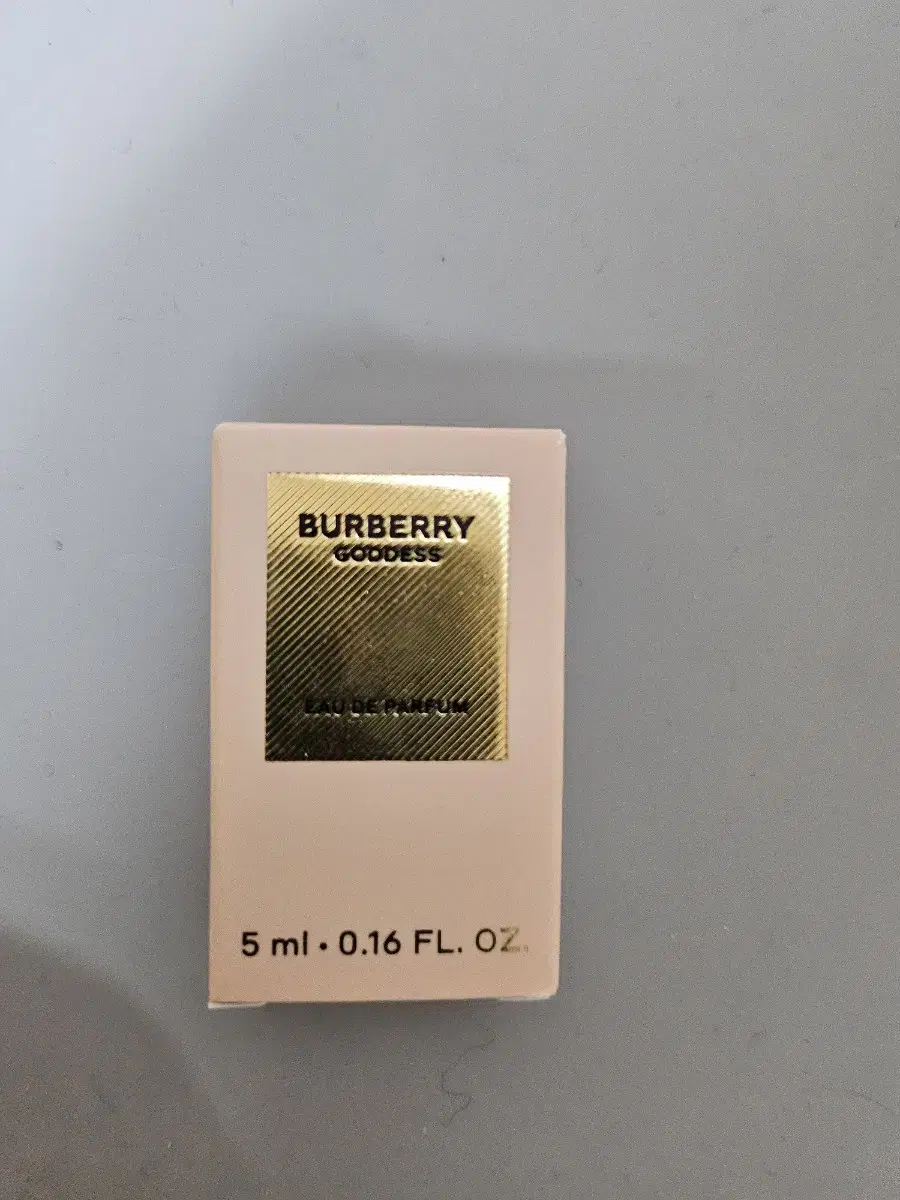 BURBERRY
GODDESS
EAU DE PARFUM
5 ml • 0.16 FL. OZ.